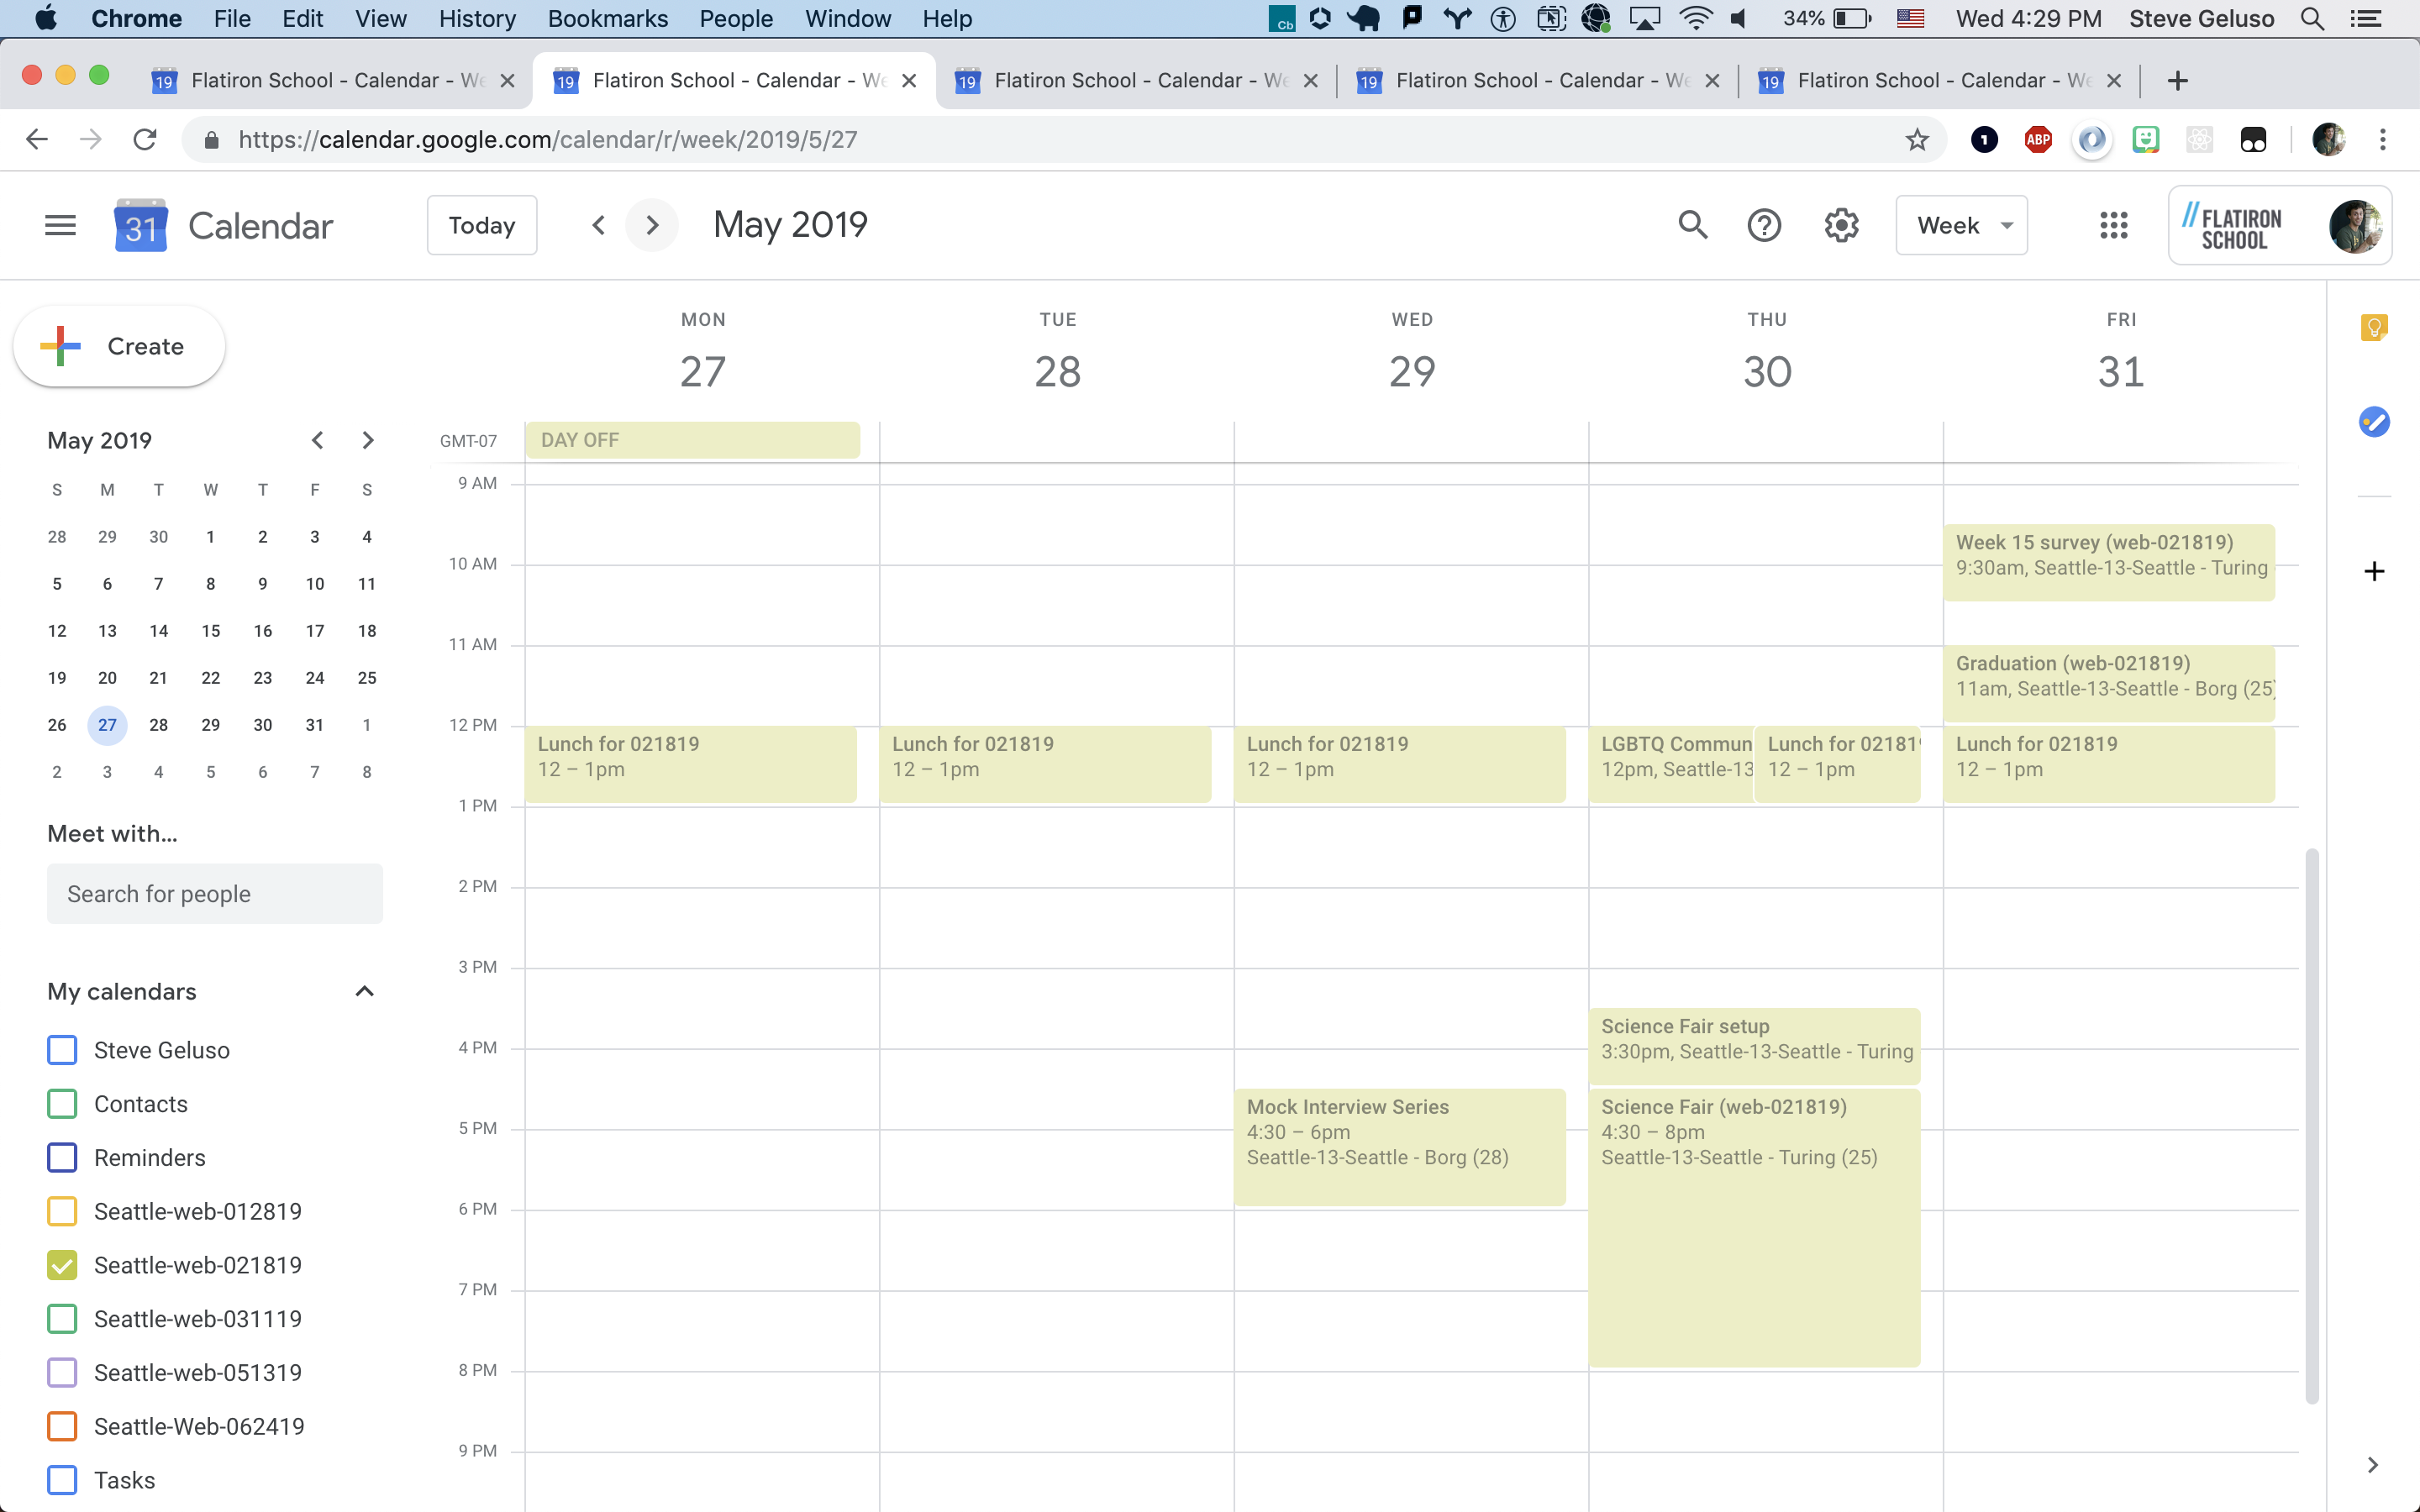 Chrome File Edit View History Bookmarks People Window Help Cb 34% Wed 4:29 PM Steve Geluso
19 Flatiron School - Calendar - We 19 Flatiron School - Calendar - We 19 Flatiron School - Calendar - We 19 Flatiron School - Calendar - We 19 Flatiron School - Calendar - We
https://calendar.google.com/calendar/r/week/2019/5/27 1 ABP
31 Calendar Today May 2019 Week // FLATIRON
SCHOOL
Create
MON TUE WED THU FRI
27 28 29 30 31
May 2019
S M T W T F S
28 29 30 1 2 3 4
5 6 7 8 9 10 11
12 13 14 15 16 17 18
19 20 21 22 23 24 25
26 27 28 29 30 31 1
2 3 4 5 6 7 8
Meet with...
Search for people
My calendars
Steve Geluso
Contacts
Reminders
Seattle-web-012819
Seattle-web-021819
Seattle-web-031119
Seattle-web-051319
Seattle-Web-062419
Tasks
GMT-07
9 AM
10 AM
11 AM
12 PM
1 PM
2 PM
3 PM
4 PM
5 PM
6 PM
7 PM
8 PM
9 PM
DAY OFF
Lunch for 021819
12 – 1pm
Lunch for 021819
12 – 1pm
Lunch for 021819
12 – 1pm
Mock Interview Series
4:30 – 6pm
Seattle-13-Seattle - Borg (28)
LGBTQ Commun
12pm, Seattle-13
Lunch for 02181
12 – 1pm
Science Fair setup
3:30pm, Seattle-13-Seattle - Turing
Science Fair (web-021819)
4:30 – 8pm
Seattle-13-Seattle - Turing (25)
Week 15 survey (web-021819)
9:30am, Seattle-13-Seattle - Turing
Graduation (web-021819)
11am, Seattle-13-Seattle - Borg (25)
Lunch for 021819
12 – 1pm